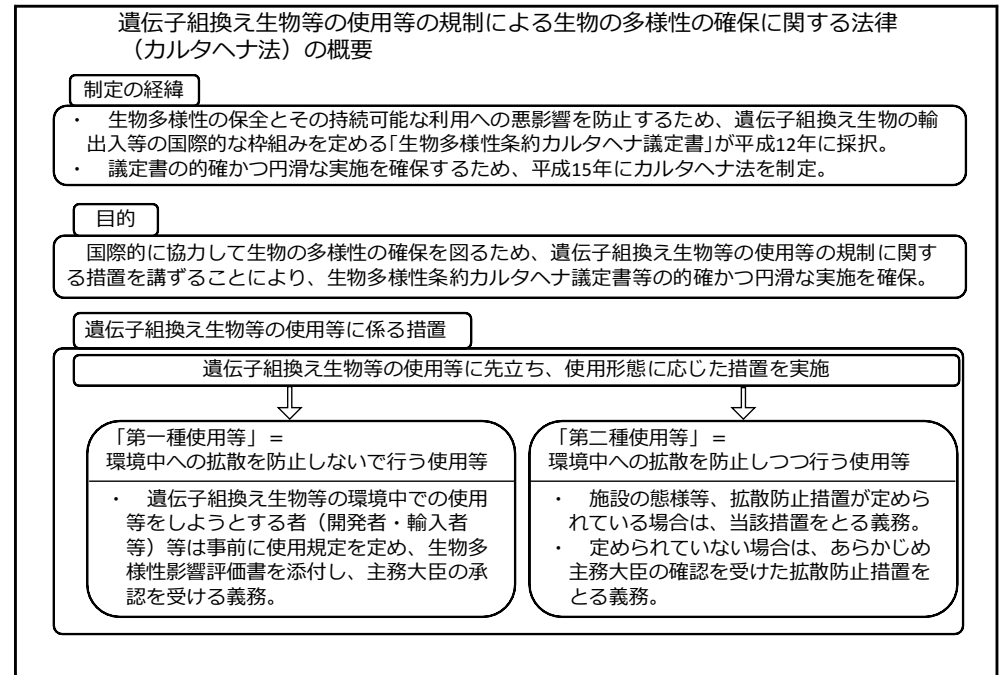 遺伝子組換え生物等の使用等の規制による生物の多様性の確保に関する法律
（カルタヘナ法）の概要
制定の経緯
・　生物多様性の保全とその持続可能な利用への悪影響を防止するため、遺伝子組換え生物の輸
出入等の国際的な枠組みを定める「生物多様性条約カルタヘナ議定書」が平成12年に採択。
・　議定書の的確かつ円滑な実施を確保するため、平成15年にカルタヘナ法を制定。
目的
国際的に協力して生物の多様性の確保を図るため、遺伝子組換え生物等の使用等の規制に関す
る措置を講ずることにより、生物多様性条約カルタヘナ議定書等の的確かつ円滑な実施を確保。
遺伝子組換え生物等の使用等に係る措置
遺伝子組換え生物等の使用等に先立ち、使用形態に応じた措置を実施
「第一種使用等」＝
環境中への拡散を防止しないで行う使用等
・　遺伝子組換え生物等の環境中での使用
等をしようとする者（開発者・輸入者
等）等は事前に使用規定を定め、生物多
様性影響評価書を添付し、主務大臣の承
認を受ける義務。
「第二種使用等」＝
環境中への拡散を防止しつつ行う使用等
・　施設の態様等、拡散防止措置が定めら
れている場合は、当該措置をとる義務。
・　定められていない場合は、あらかじめ
主務大臣の確認を受けた拡散防止措置を
とる義務。